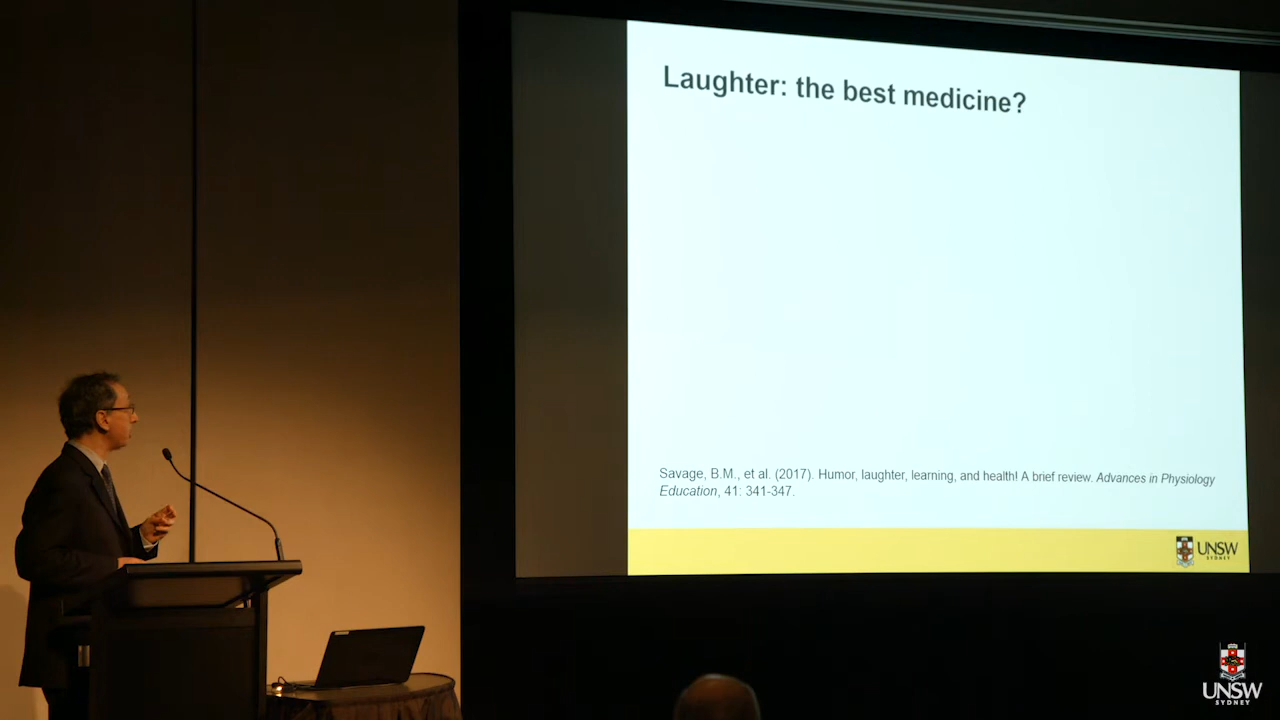 Laughter: the best medicine?
Savage, B.M., et al. (2017). Humor, laughter, learning, and health! A brief review. Advances in Physiology
Education, 41: 341-347.
UNSW
SYDNEY
UNSW
SYDNEY